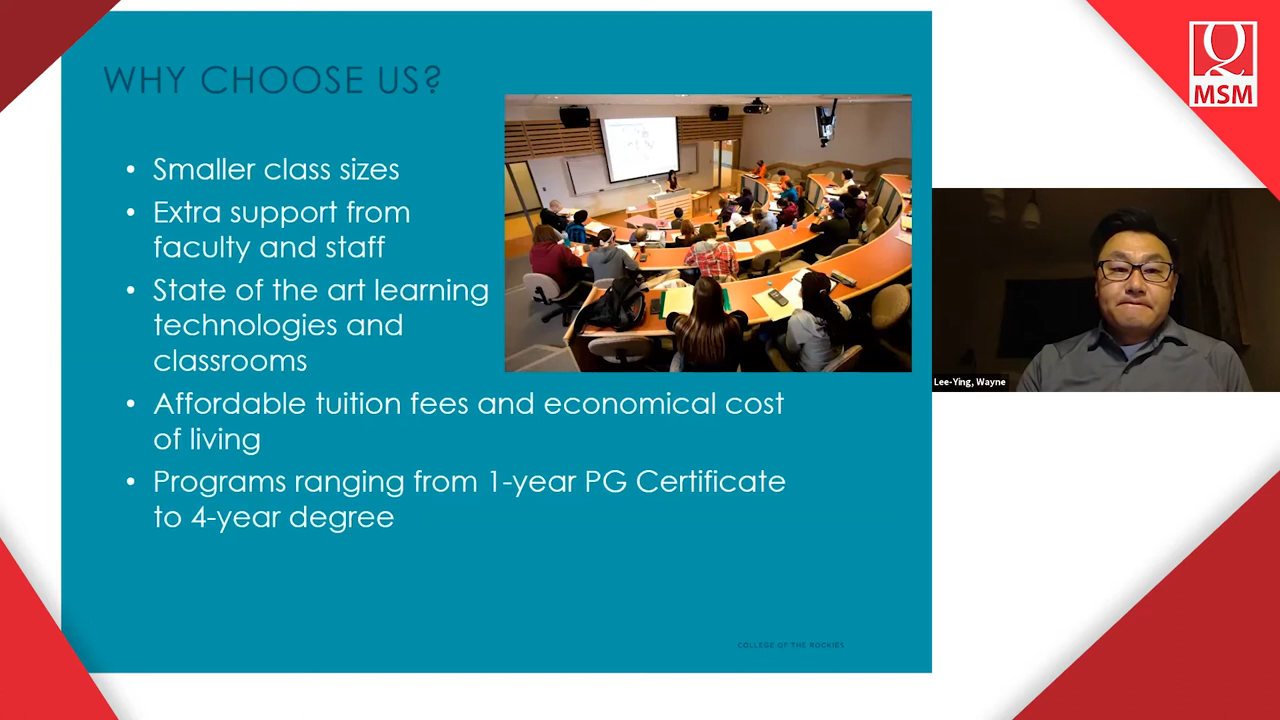 WHY CHOOSE US?
• Smaller class sizes
• Extra support from
faculty and staff
• State of the art learning
technologies and
classrooms
• Affordable tuition fees and economical cost
of living
• Programs ranging from 1-year PG Certificate
to 4-year degree
COLLEGE OF THE ROCKIES
Q
MSM
Lee-Ying, Wayne